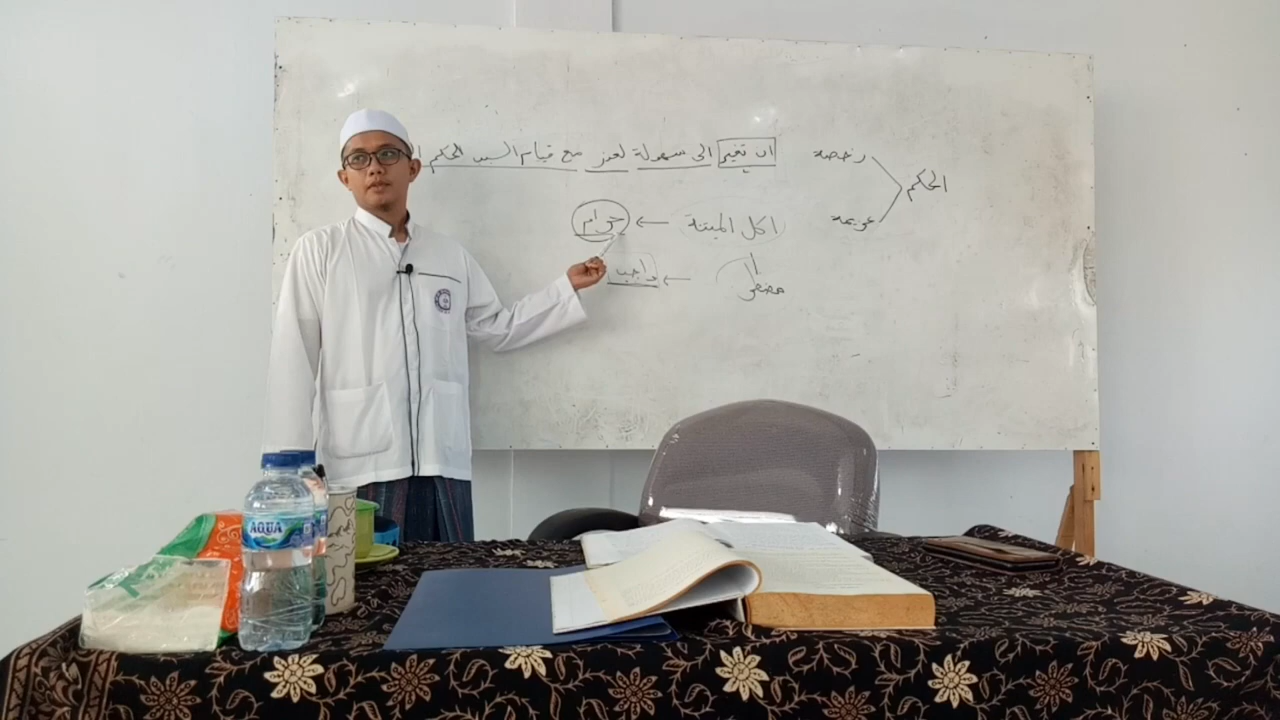 الحكم
رخصة
عزيمة
ان تغير الى سهولة لعذر مع قيام السبب الحكم
اكل الميتة ← حرام
مضطر ← واجب
AQUA